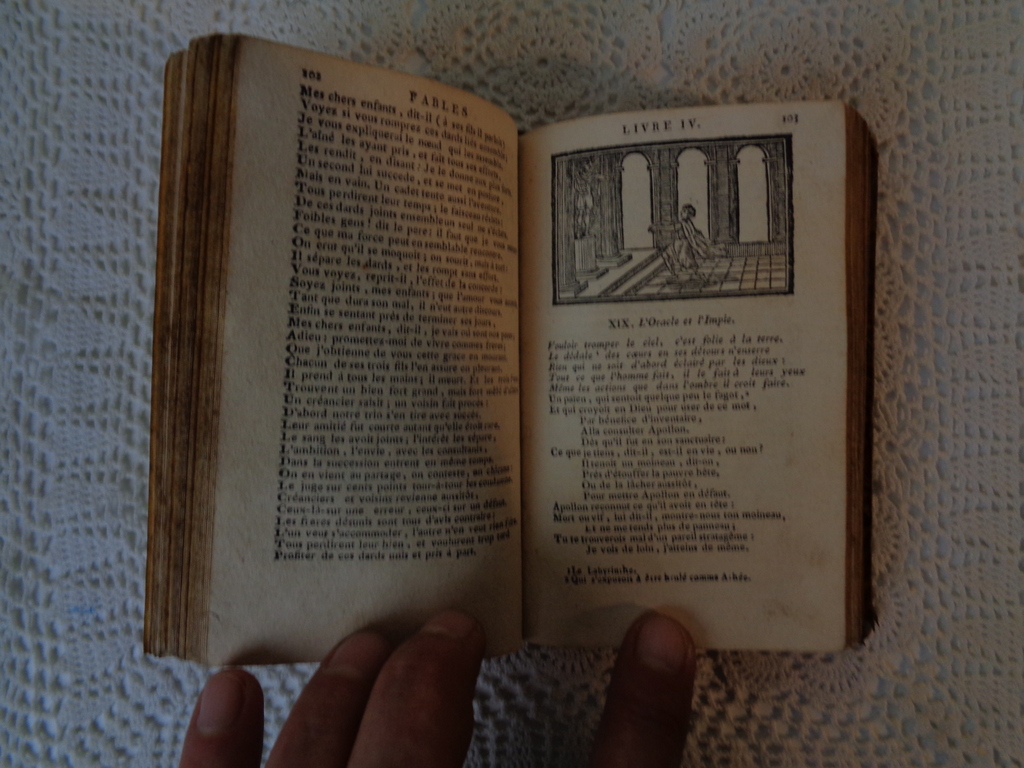 202
FABLES
Mes chers enfants, dit-il (à ses fils il parloit)
Voyez si vous romprez ces dards liés ensemble;
Je vous expliquerai le nœud qui les assemble.
L'aîné les ayant pris, et fait tous ses efforts,
Les rendit, en disant: Je le donne aux plus forts.
Un second lui succede, et se met en posture,
Mais en vain. Un cadet tente aussi l'aventure.
Tous perdirent leur temps; le faisceau résista:
De ces dards joints ensemble un seul ne s'éclata.
Foibles gens! dit le pere: il faut que je vous
Ce que ma force peut en semblable rencontre.
On crut qu'il se moquoit; on sourit, mais à tort:
Il sépare les dards, et les rompt sans effort.
Vous voyez, reprit-il, l'effet de la concorde:
Soyez joints, mes enfants; que l'amour vous
Tant que dura son mal, il n'eut autre discours.
Enfin se sentant près de terminer ses jours,
Mes chers enfants, dit-il, je vais où sont nos peres;
Adieu: promettez-moi de vivre comme freres;
Que j'obtienne de vous cette grace en mourant.
Chacun de ses trois fils l'en assure en pleurant.
Il prend à tous les mains; il meurt. Et les
Trouvent un bien fort grand, mais fort mêlé
Un créancier saisit; un voisin fait procès:
D'abord notre trio s'en tire avec succès.
Leur amitié fut courte autant qu'elle étoit rare.
Le sang les avoit joints, l'intérêt les sépare,
L'ambition, l'envie, avec les consultants,
Dans la succession entrent en même temps.
On en vient au partage, on conteste, on chicane:
Le juge sur cent points tour-à-tour les condamne.
Créanciers et voisins reviennent aussitôt,
Ceux-là sur une erreur, ceux-ci sur un défaut.
Les freres désunis sont tous d'avis contraire:
L'un veut s'accommoder, l'autre n'en veut rien
Tous perdirent leur bien, et voulurent trop tard
Profiter de ces dards unis et pris à part.
LIVRE IV.
203
XIX. L'Oracle et l'Impie.
Vouloir tromper le ciel, c'est folie à la terre.
Le dédale¹ des cœurs en ses détours n'enserre
Rien qui ne soit d'abord éclairé par les dieux:
Tout ce que l'homme fait, il le fait à leurs yeux
Même les actions que dans l'ombre il croit faire.
Un païen, qui sentoit quelque peu le fagot,²
Et qui croyoit en Dieu pour user de ce mot,
Par bénéfice d'inventaire,
Alla consulter Apollon.
Dès qu'il fut en son sanctuaire:
Ce que je tiens, dit-il, est-il en vie, ou non?
Il tenoit un moineau, dit-on,
Prêt d'étouffer la pauvre bête,
Ou de la lâcher aussitôt,
Pour mettre Apollon en défaut.
Apollon reconnut ce qu'il avoit en tête:
Mort ou vif, lui dit-il, montre-nous ton moineau,
Et ne me tends plus de panneau;
Tu te trouverois mal d'un pareil stratagême:
Je vois de loin, j'atteins de même.
1 Le Labyrinthe.
2 Qui s'exposoit à être brulé comme Athée.